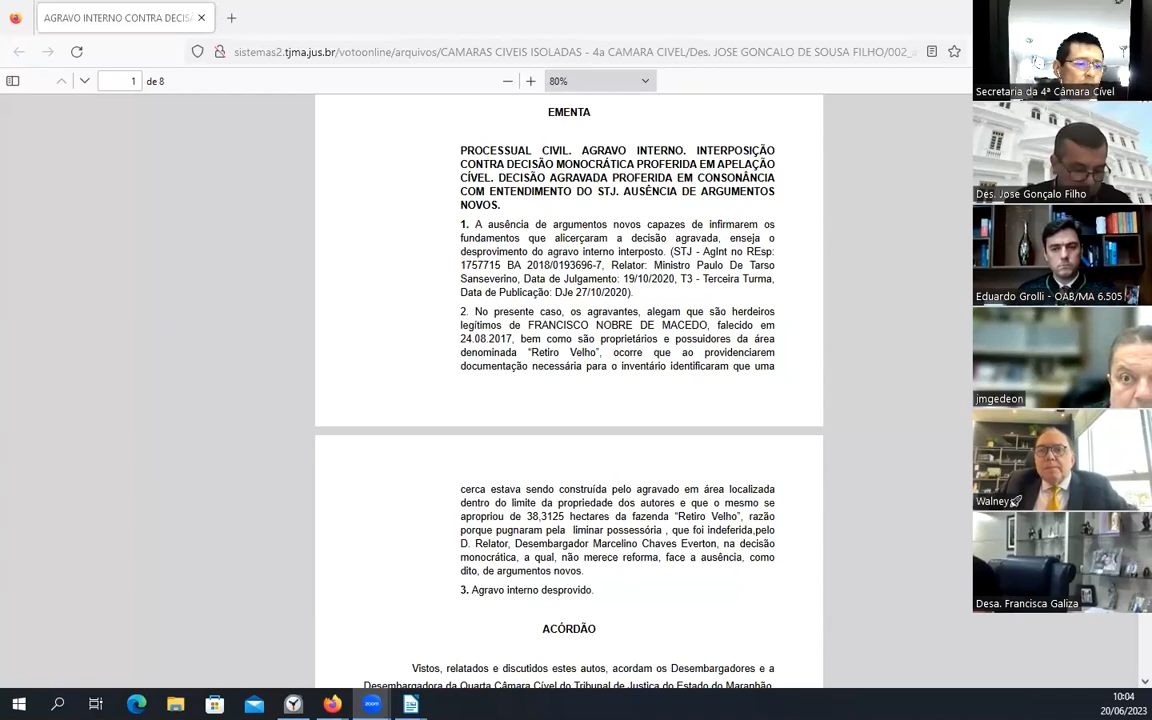 AGRAVO INTERNO CONTRA DECIS
sistemas2.tjma.jus.br/votoonline/arquivos/CAMARAS CIVEIS ISOLADAS - 4a CAMARA CIVEL/Des. JOSE GONCALO DE SOUSA FILHO/002_
1 de 8
80%
EMENTA
PROCESSUAL CIVIL. AGRAVO INTERNO. INTERPOSIÇÃO
CONTRA DECISÃO MONOCRÁTICA PROFERIDA EM APELAÇÃO
CÍVEL. DECISÃO AGRAVADA PROFERIDA EM CONSONÂNCIA
COM ENTENDIMENTO DO STJ. AUSÊNCIA DE ARGUMENTOS
NOVOS.
1. A ausência de argumentos novos capazes de infirmarem os
fundamentos que alicerçaram a decisão agravada, enseja o
desprovimento do agravo interno interposto. (STJ - AgInt no REsp:
1757715 BA 2018/0193696-7, Relator: Ministro Paulo De Tarso
Sanseverino, Data de Julgamento: 19/10/2020, T3 - Terceira Turma,
Data de Publicação: DJe 27/10/2020).
2. No presente caso, os agravantes, alegam que são herdeiros
legítimos de FRANCISCO NOBRE DE MACEDO, falecido em
24.08.2017, bem como são proprietários e possuidores da área
denominada “Retiro Velho”, ocorre que ao providenciarem
documentação necessária para o inventário identificaram que uma
cerca estava sendo construída pelo agravado em área localizada
dentro do limite da propriedade dos autores e que o mesmo se
apropriou de 38,3125 hectares da fazenda “Retiro Velho”, razão
porque pugnaram pela liminar possessória , que foi indeferida,pelo
D. Relator, Desembargador Marcelino Chaves Everton, na decisão
monocrática, a qual, não merece reforma, face a ausência, como
dito, de argumentos novos.
3. Agravo interno desprovido.
ACÓRDÃO
Vistos, relatados e discutidos estes autos, acordam os Desembargadores e a
Desembargadora da Quarta Câmara Cível do Tribunal de Justiça do Estado do Maranhão,
Secretaria da 4ª Câmara Cível
Des. Jose Gonçalo Filho
Eduardo Grolli - OAB/MA 6.505
jmgedeon
Walney
Desa. Francisca Galiza
zoom
10:04
20/06/2023